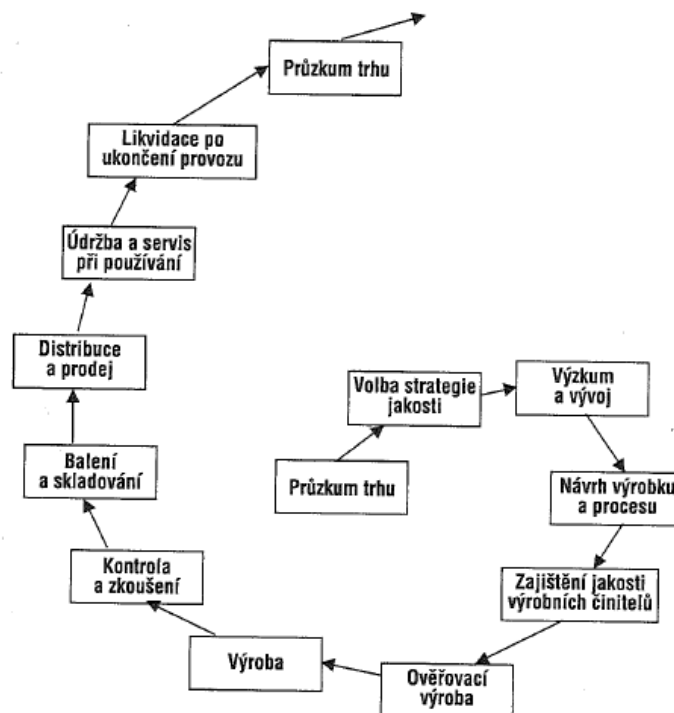 Průzkum trhu
Likvidace po
ukončení provozu
Údržba a servis
při používání
Distribuce
a prodej
Balení
a skladování
Kontrola
a zkoušení
Výroba
Ověřovací
výroba
Zajištění jakosti
výrobních činitelů
Návrh výrobku
a procesu
Výzkum
a vývoj
Volba strategie
jakosti
Průzkum trhu